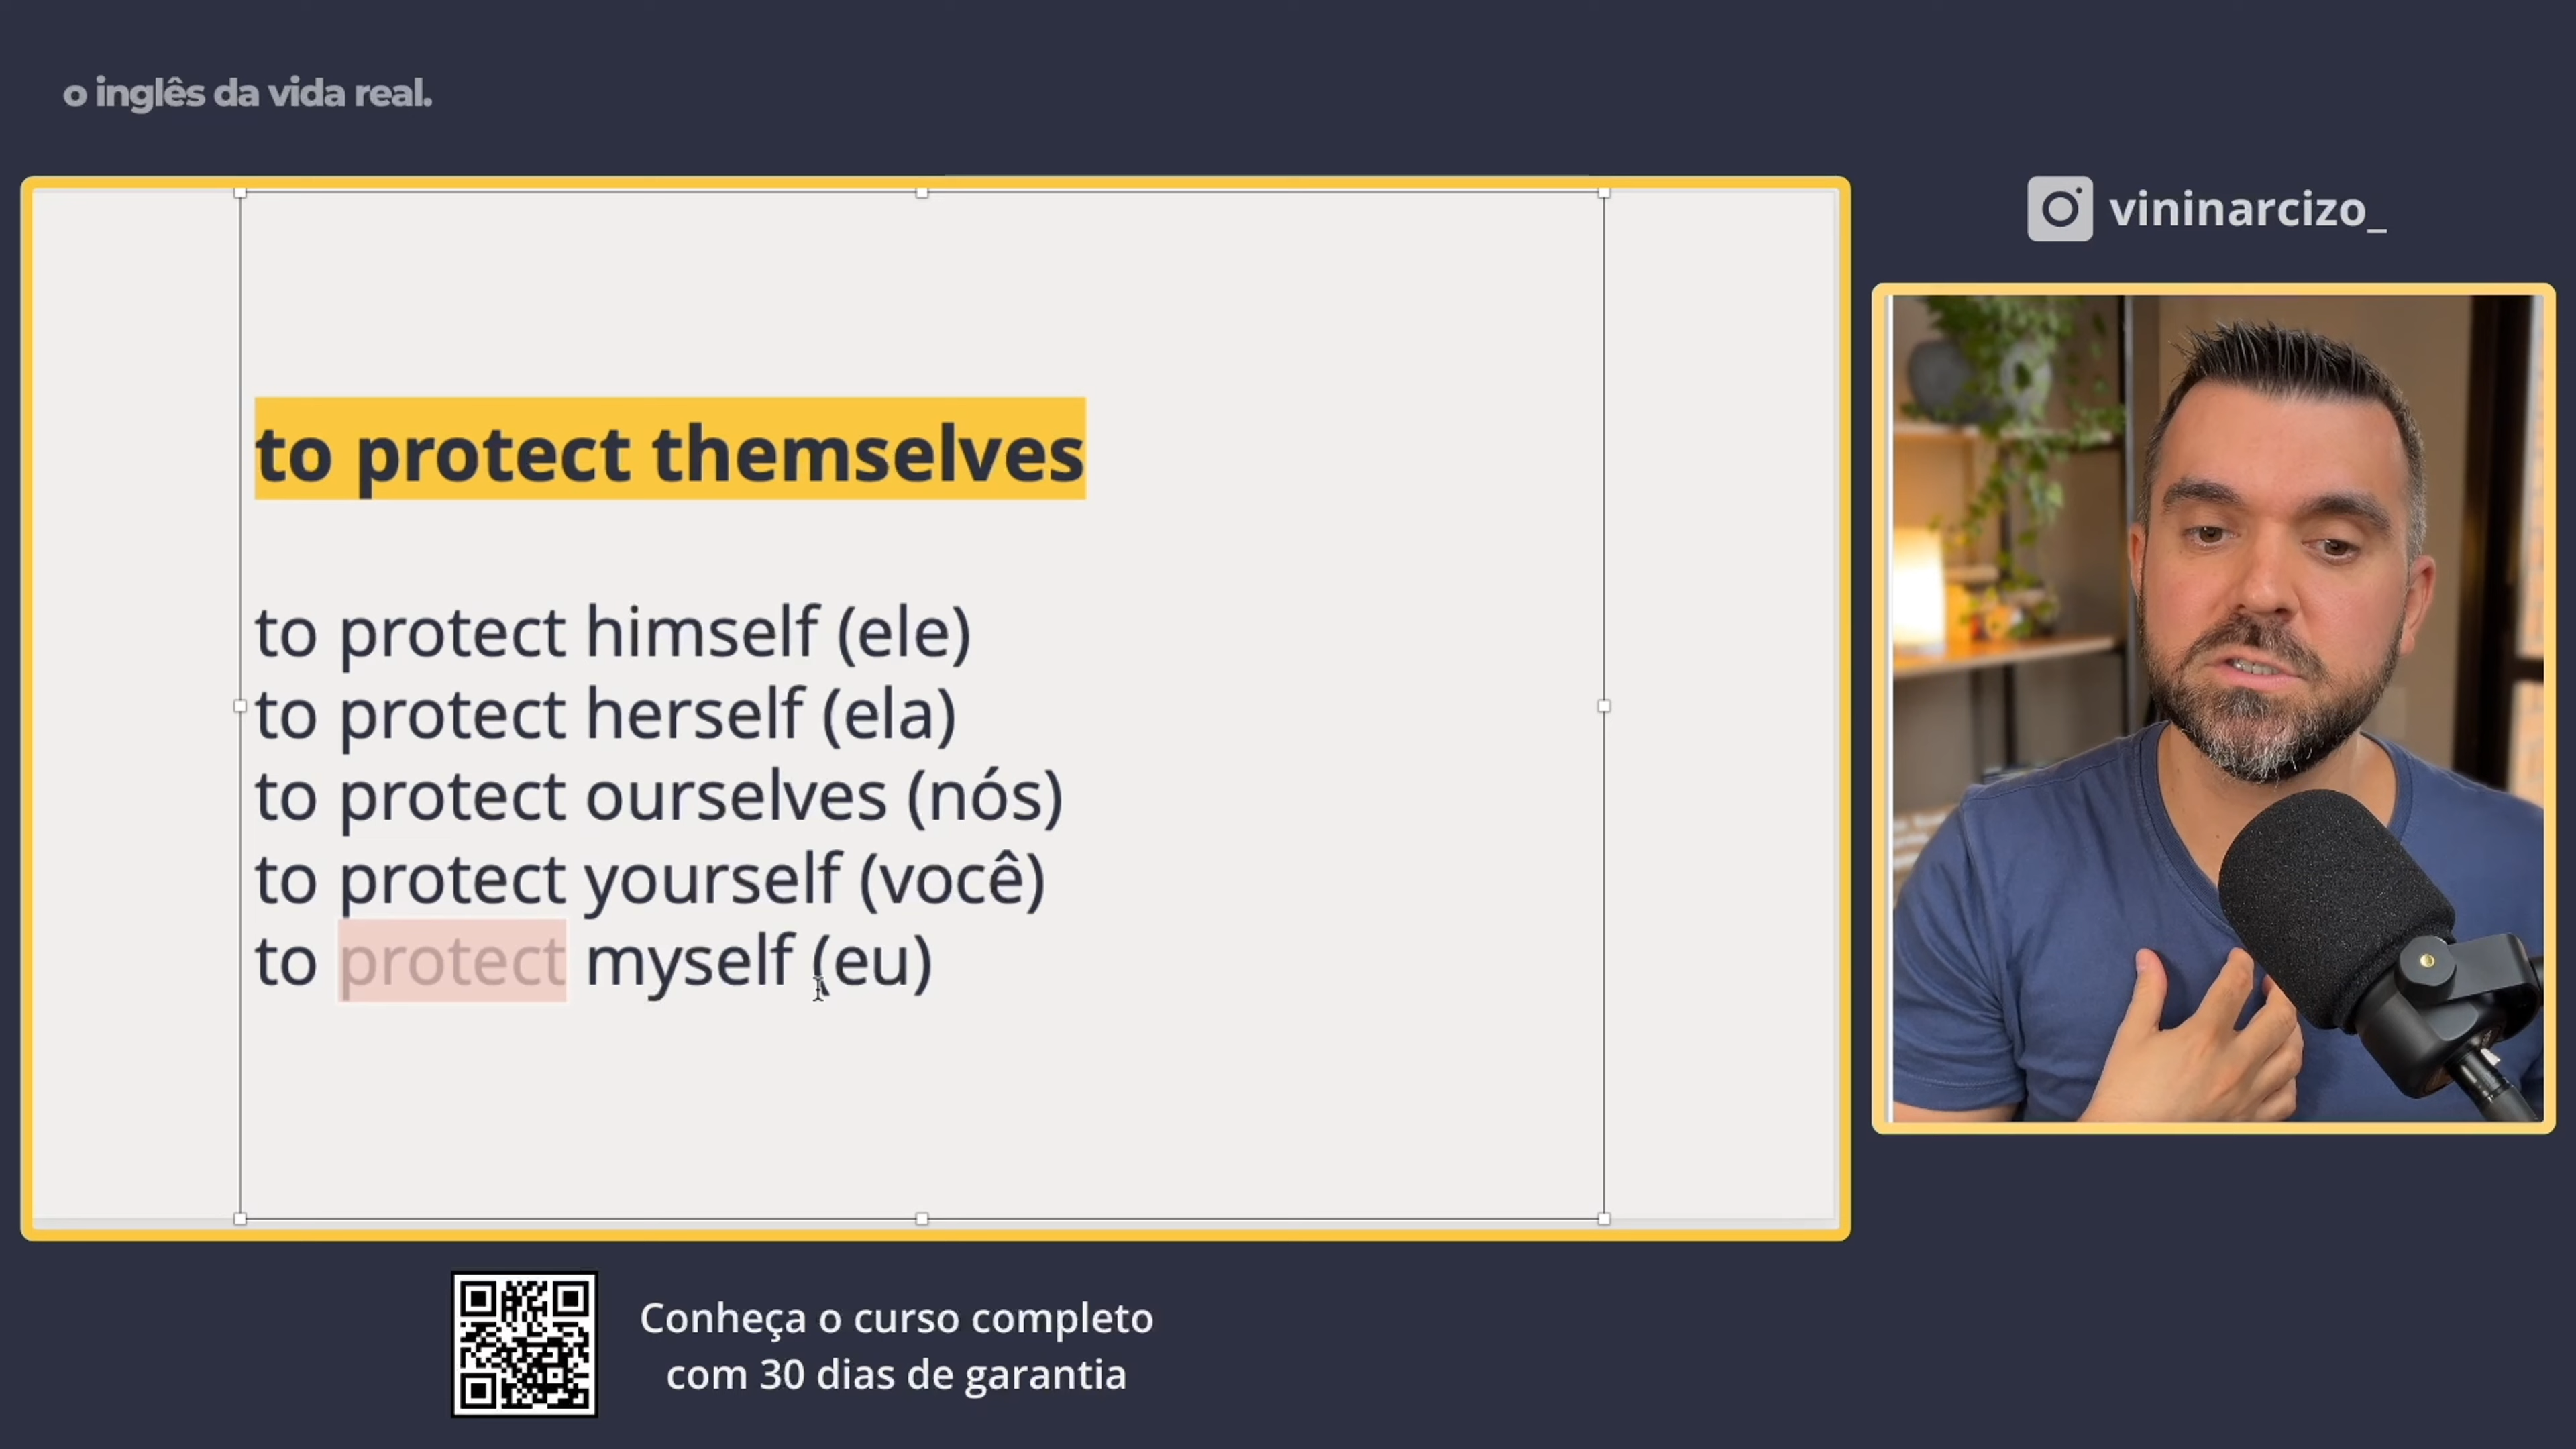 o inglês da vida real.
vininarcizo_
to protect themselves
to protect himself (ele)
to protect herself (ela)
to protect ourselves (nós)
to protect yourself (você)
to protect myself (eu)
Conheça o curso completo
com 30 dias de garantia